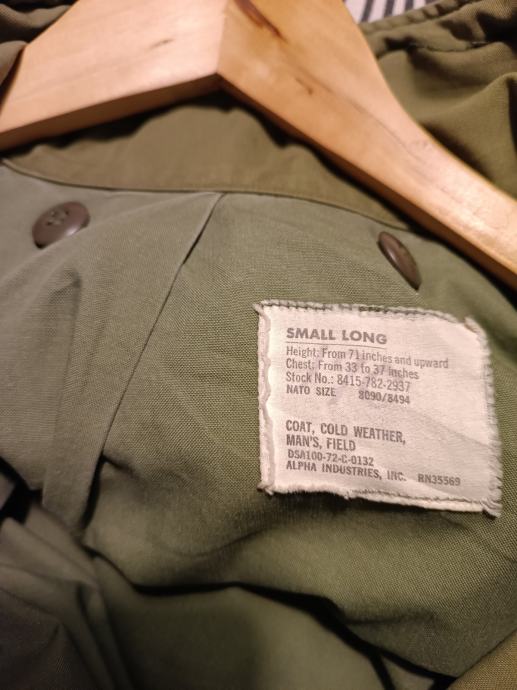 SMALL LONG
Height: From 71 inches and upward
Chest: From 33 to 37 inches
Stock No.: 8415-782-2937
NATO SIZE 8090/8494
COAT, COLD WEATHER,
MAN'S, FIELD
DSA100-72-C-0132
ALPHA INDUSTRIES, INC. RN35569